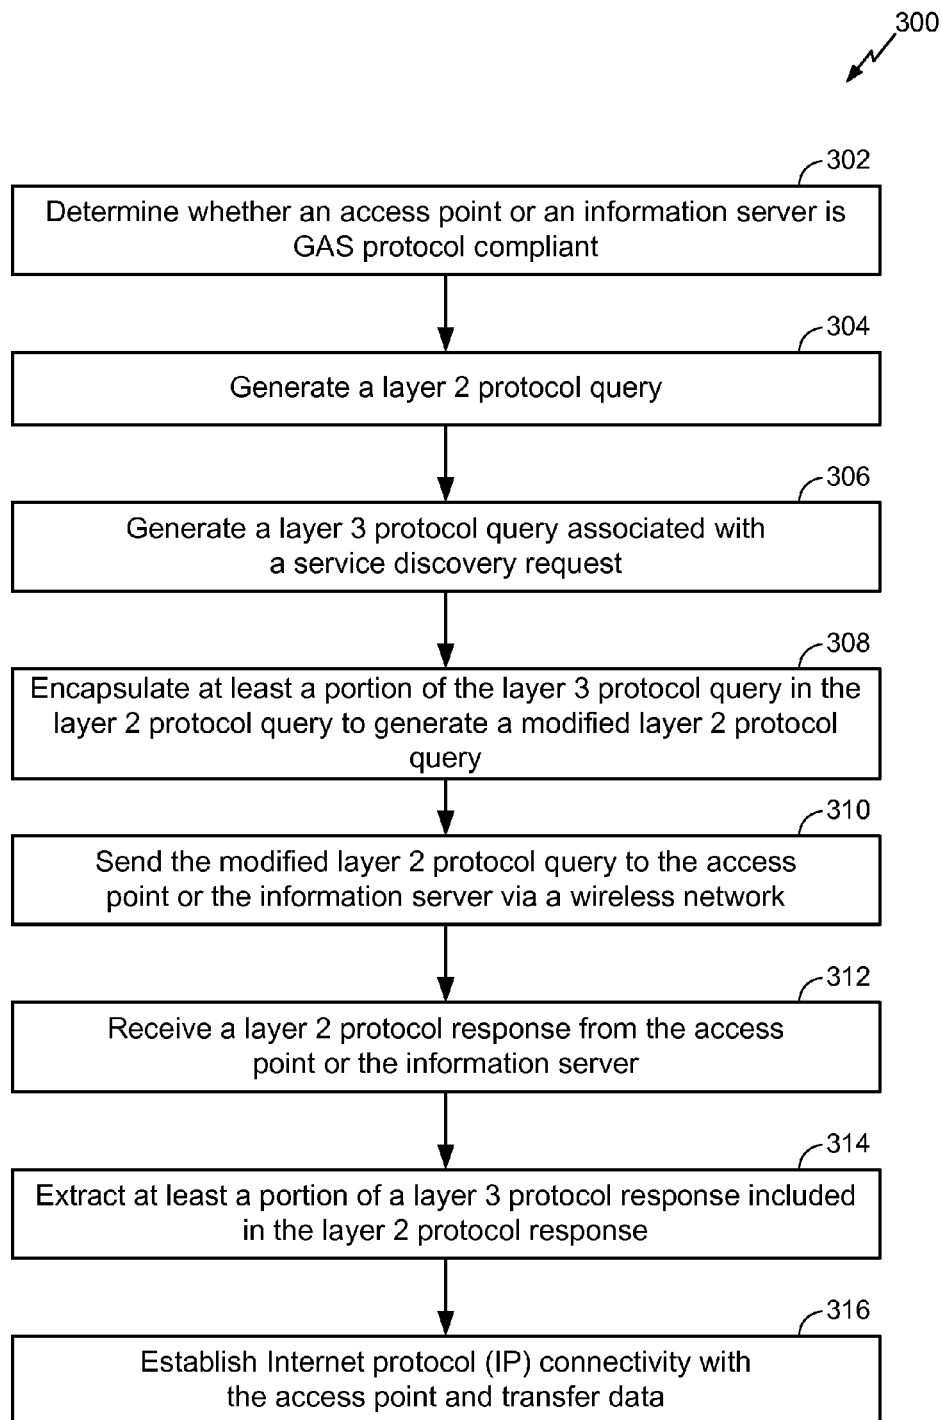 300
302
Determine whether an access point or an information server is
GAS protocol compliant
304
Generate a layer 2 protocol query
306
Generate a layer 3 protocol query associated with
a service discovery request
308
Encapsulate at least a portion of the layer 3 protocol query in the
layer 2 protocol query to generate a modified layer 2 protocol
query
310
Send the modified layer 2 protocol query to the access
point or the information server via a wireless network
312
Receive a layer 2 protocol response from the access
point or the information server
314
Extract at least a portion of a layer 3 protocol response included
in the layer 2 protocol response
316
Establish Internet protocol (IP) connectivity with
the access point and transfer data